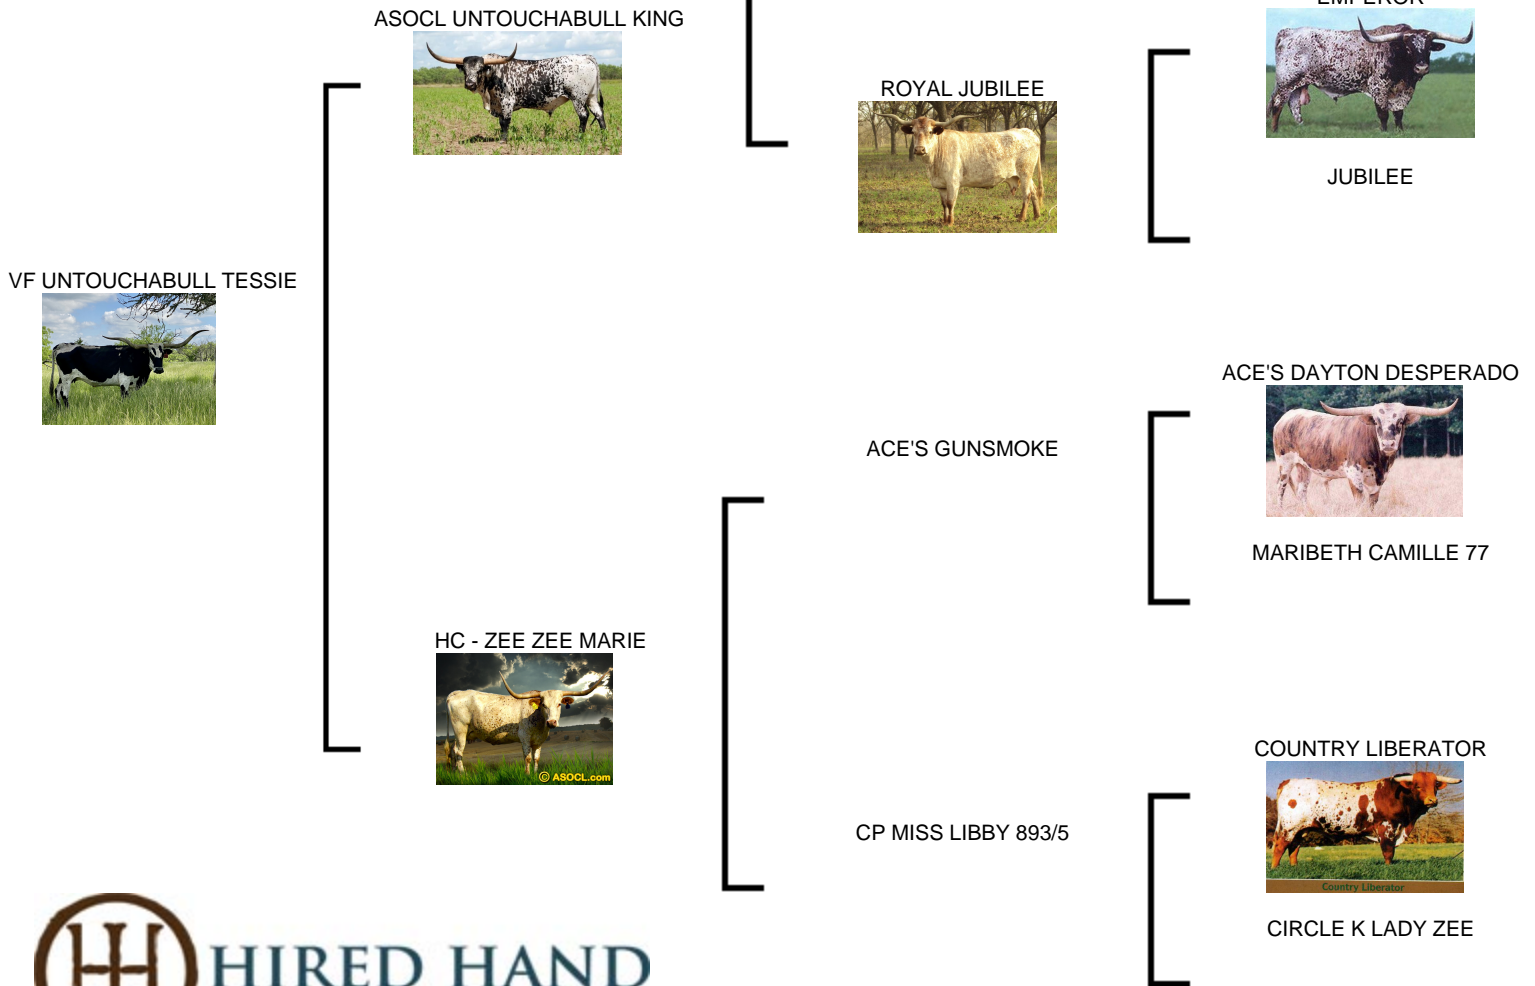 EMPEROR
ASOCL UNTOUCHABULL KING
ROYAL JUBILEE
JUBILEE
VF UNTOUCHABULL TESSIE
ACE'S DAYTON DESPERADO
ACE'S GUNSMOKE
MARIBETH CAMILLE 77
HC - ZEE ZEE MARIE
© ASOCL.com
COUNTRY LIBERATOR
CP MISS LIBBY 893/5
Country Liberator
CIRCLE K LADY ZEE
HIRED HAND